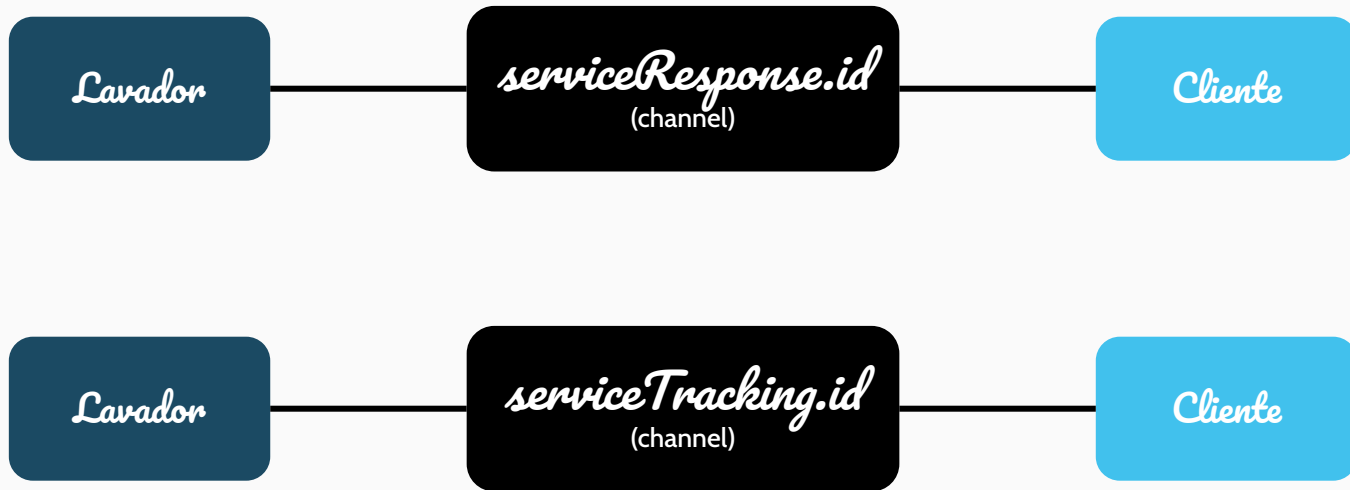 Lavador
serviceResponse.id
(channel)
Cliente
Lavador
serviceTracking.id
(channel)
Cliente